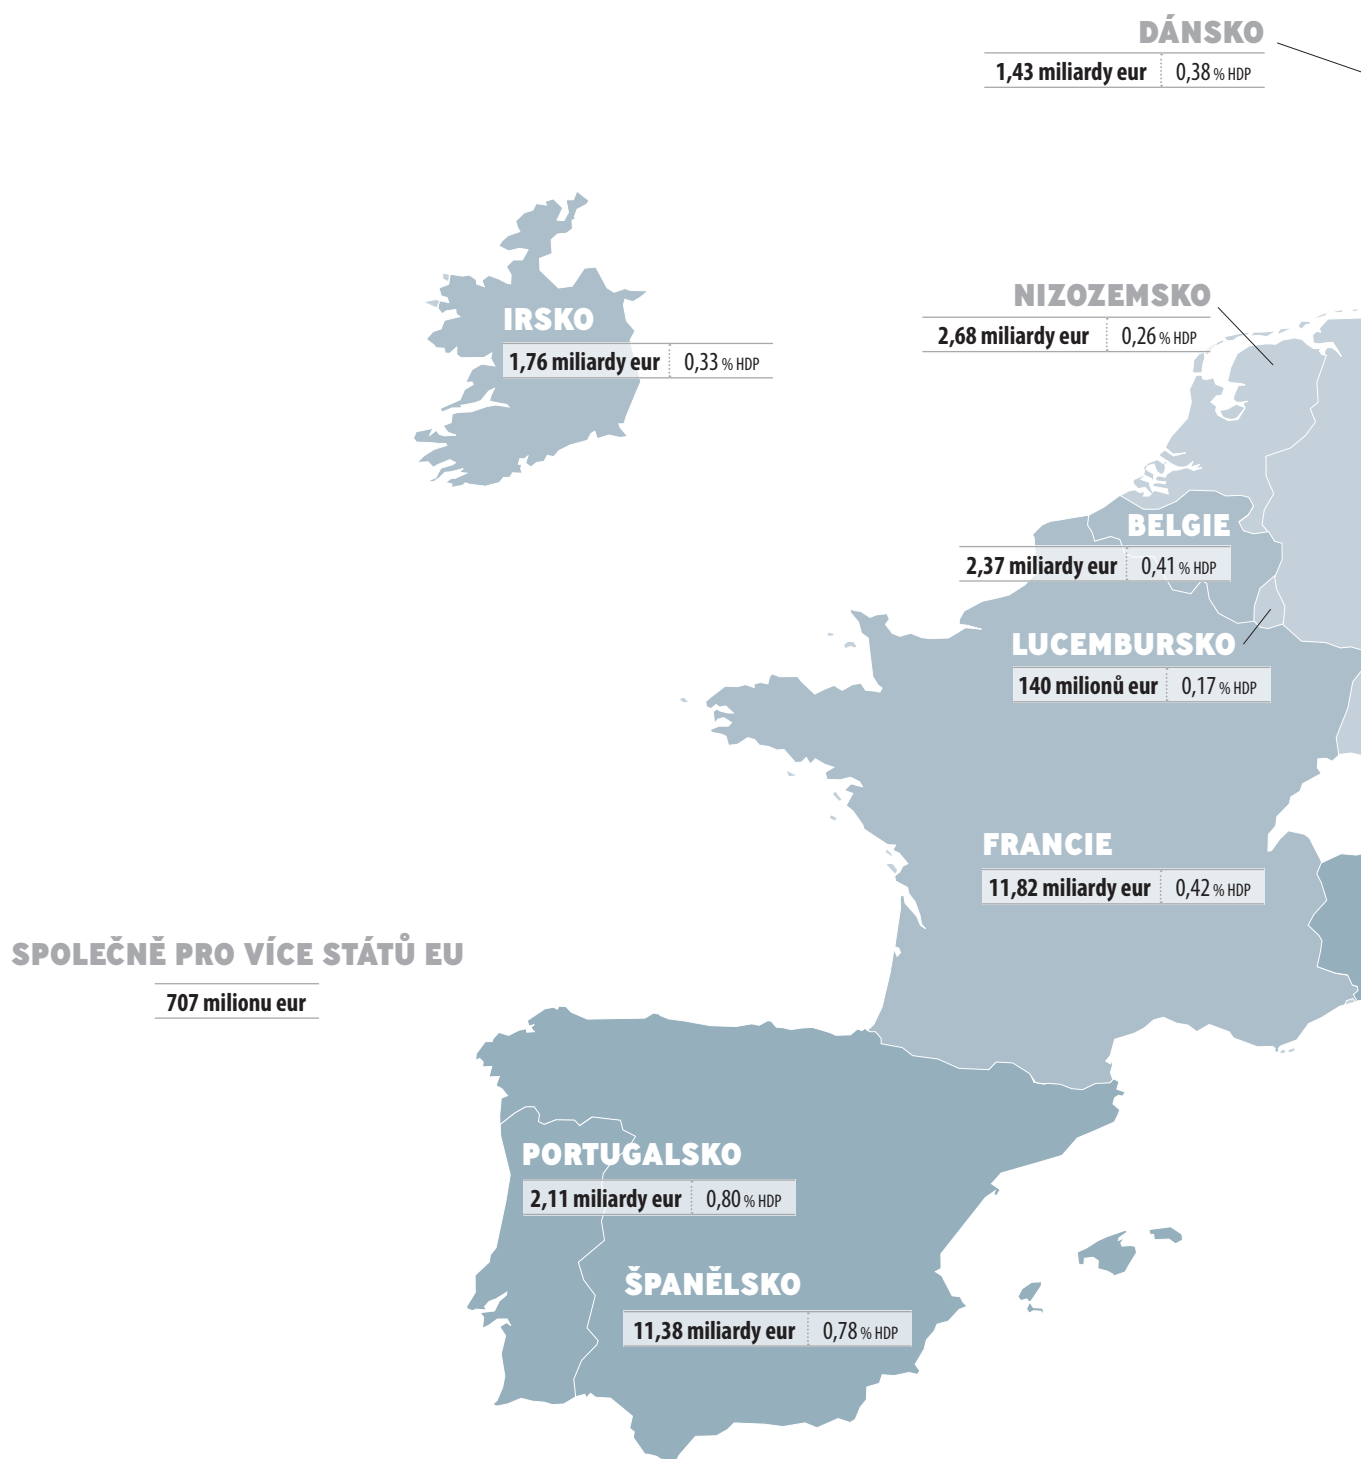 DÁNSKO
1,43 miliardy eur 0,38 % HDP
NIZOZEMSKO
2,68 miliardy eur 0,26 % HDP
IRSKO
1,76 miliardy eur 0,33 % HDP
BELGIE
2,37 miliardy eur 0,41 % HDP
LUCEMBURSKO
140 milionů eur 0,17 % HDP
FRANCIE
11,82 miliardy eur 0,42 % HDP
SPOLEČNĚ PRO VÍCE STÁTŮ EU
707 milionu eur
PORTUGALSKO
2,11 miliardy eur 0,80 % HDP
ŠPANĚLSKO
11,38 miliardy eur 0,78 % HDP